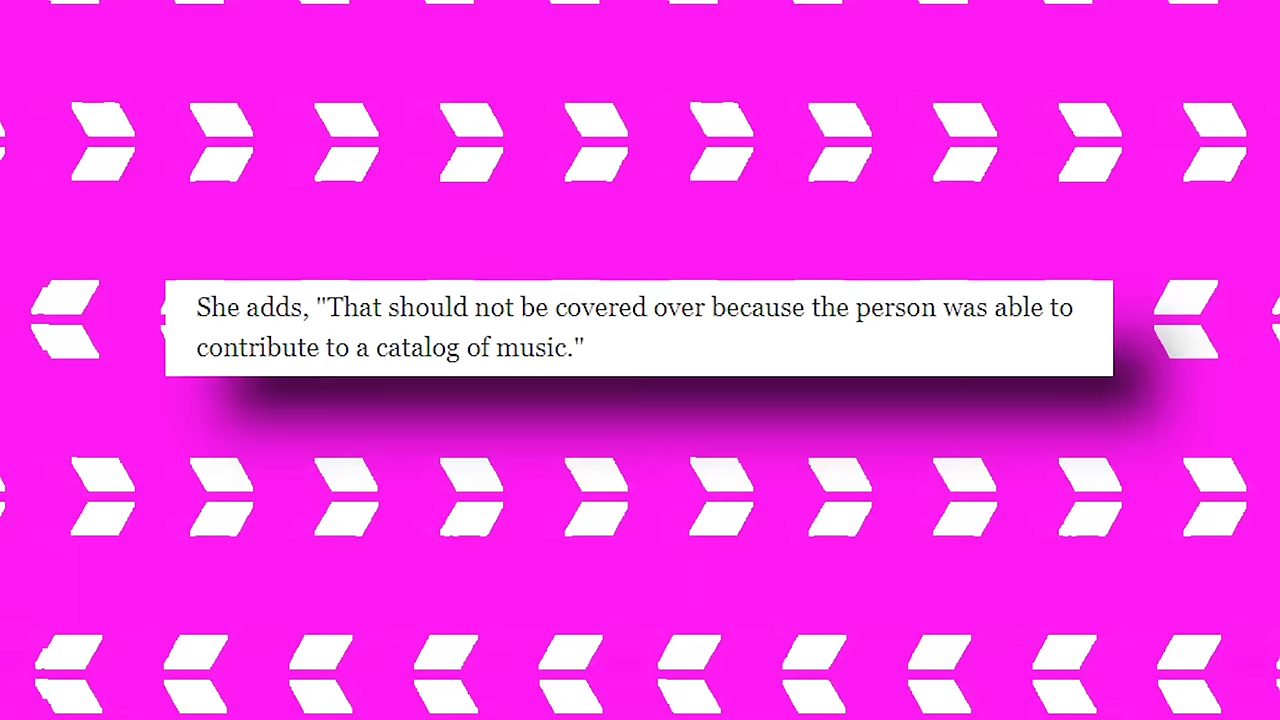 She adds, "That should not be covered over because the person was able to
contribute to a catalog of music."